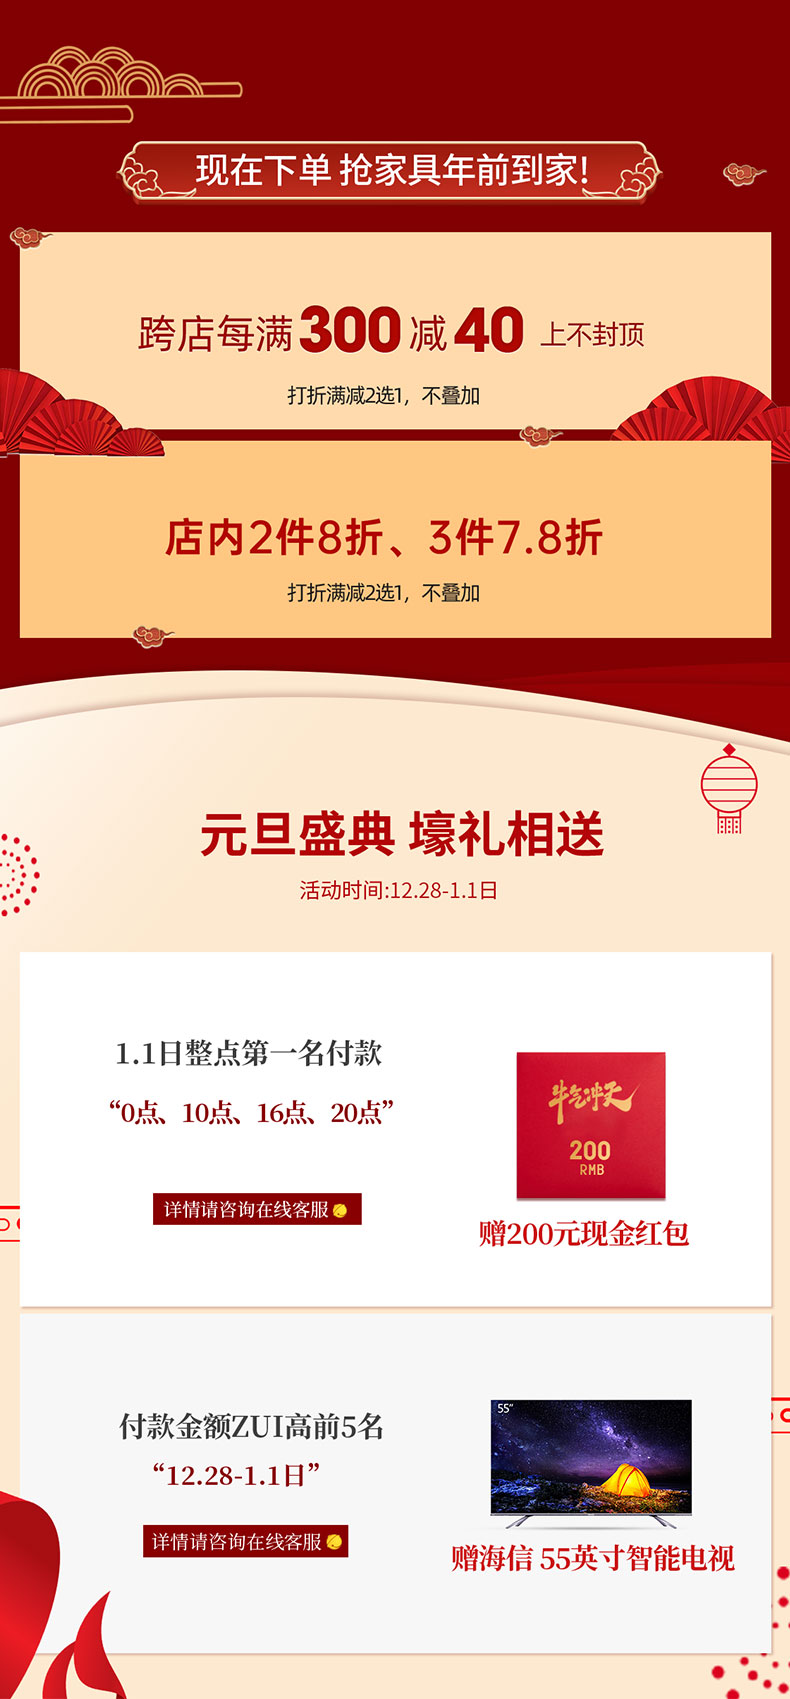 现在下单 抢家具年前到家!
跨店每满300减40 上不封顶
打折满减2选1，不叠加
店内2件8折、3件7.8折
打折满减2选1，不叠加
元旦盛典 壕礼相送
活动时间:12.28-1.1日
1.1日整点第一名付款
“0点、10点、16点、20点”
详情请咨询在线客服
牛气冲天
200
RMB
赠200元现金红包
付款金额ZUI高前5名
“12.28-1.1日”
详情请咨询在线客服
55”
赠海信 55英寸智能电视